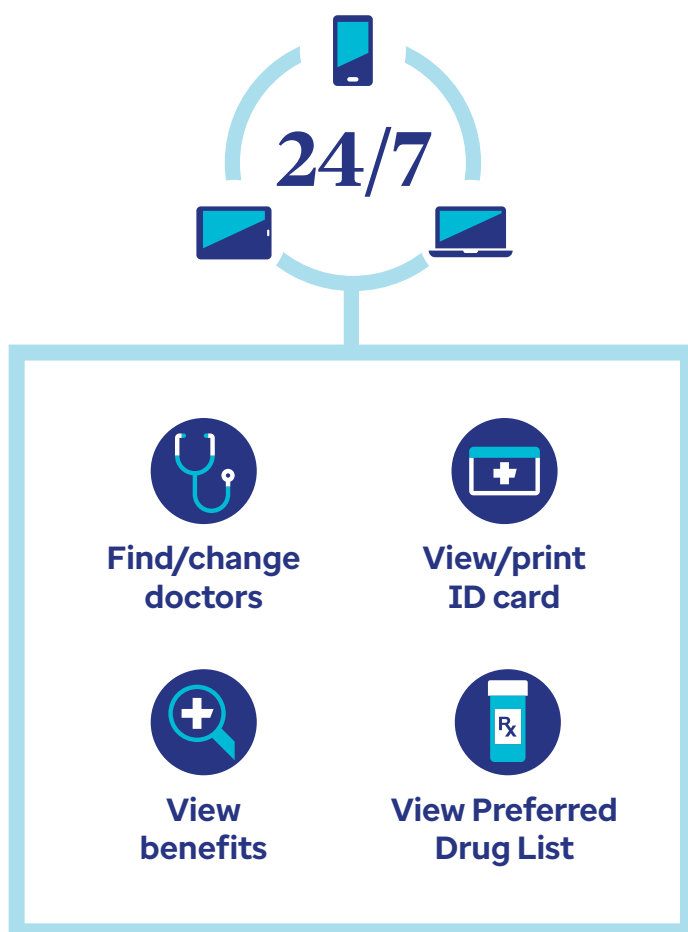 24/7
Find/change
doctors
View/print
ID card
View
benefits
Rx
View Preferred
Drug List